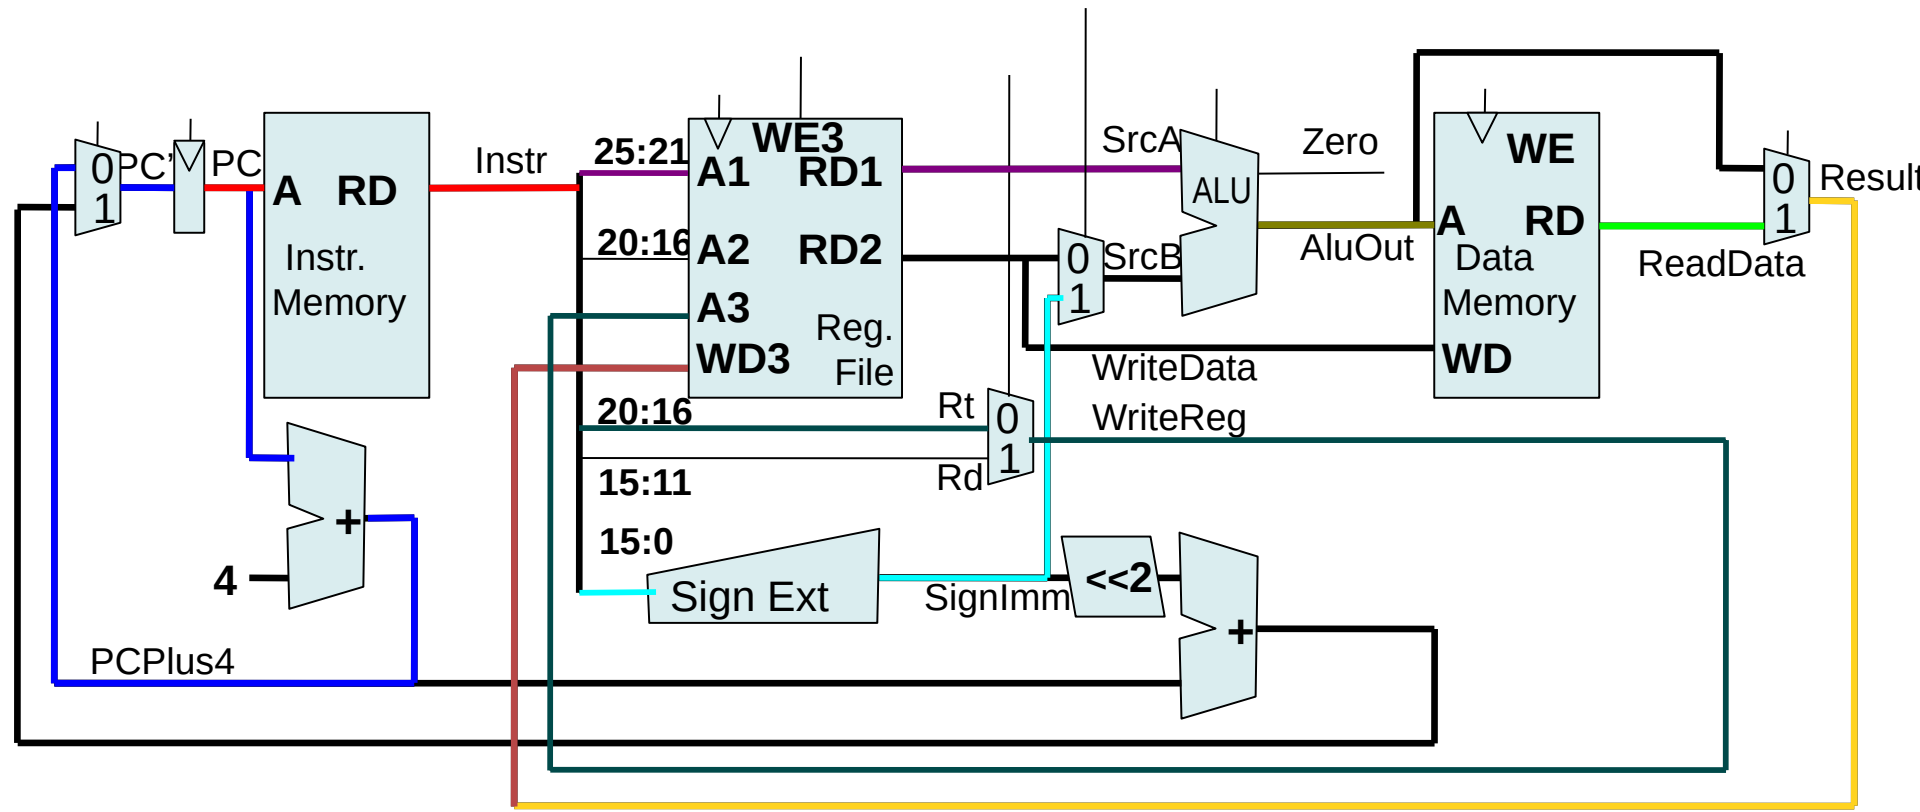 0
1
PC'
PC
A
RD
Instr.
Memory
Instr
4
+
PCPlus4
25:21
20:16
20:16
15:11
15:0
WE3
A1
RD1
A2
RD2
A3
WD3
Reg.
File
Rt
Rd
0
1
Sign Ext
SignImm
<<2
+
0
1
SrcA
SrcB
ALU
Zero
AluOut
WriteData
WriteReg
WE
A
RD
Data
Memory
WD
ReadData
0
1
Result